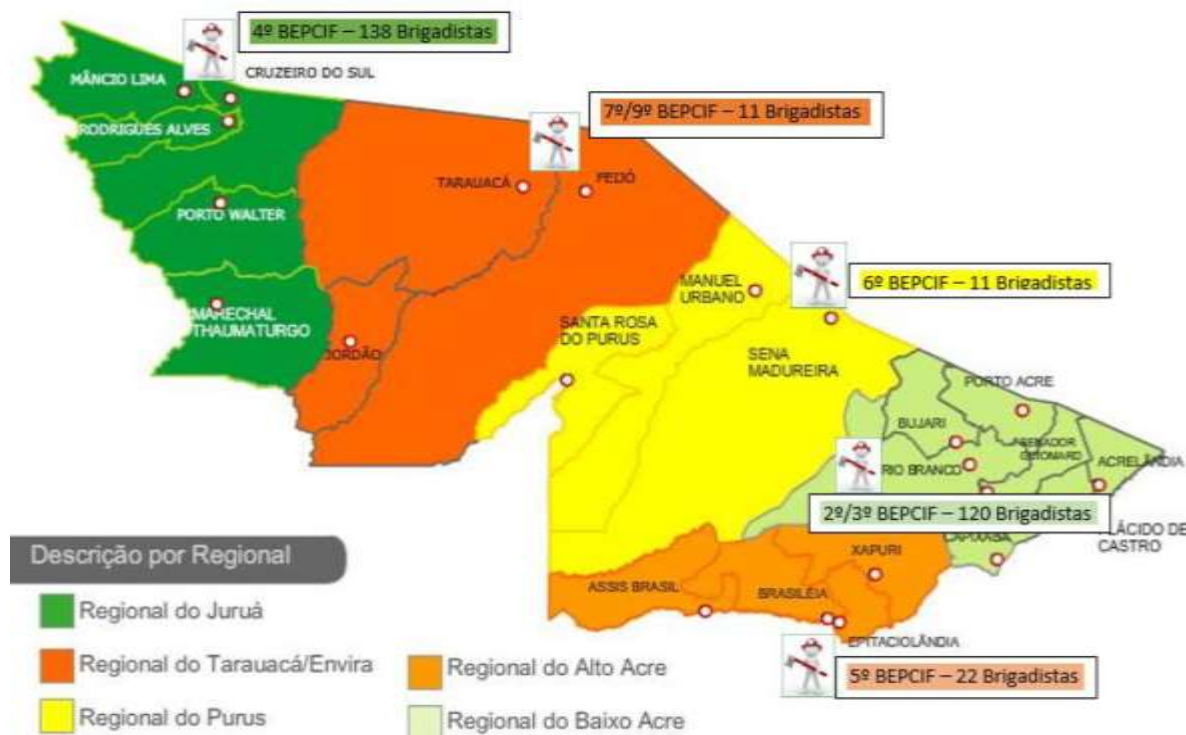 4º BEPCIF – 138 Brigadistas
CRUZEIRO DO SUL
MÂNCIO LIMA
7º/9º BEPCIF – 11 Brigadistas
RODRIGUES ALVES
TARAUACÁ
FEIJÓ
PORTO WALTER
MANUEL
URBANO
6º BEPCIF – 11 Brigadistas
MARECHAL
THAUMATURGO
SANTA ROSA
DO PURUS
JORDÃO
SENA
MADUREIRA
PORTO ACRE
BUJARI
SENADOR
GUIOMARD
RIO BRANCO
ACRELÂNDIA
2º/3º BEPCIF – 120 Brigadistas
PLÁCIDO DE
CASTRO
CAPIXABA
XAPURI
ASSIS BRASIL
BRASILÉIA
EPITACIOLÂNDIA
5º BEPCIF – 22 Brigadistas
Descrição por Regional
Regional do Juruá
Regional do Tarauacá/Envira
Regional do Purus
Regional do Alto Acre
Regional do Baixo Acre